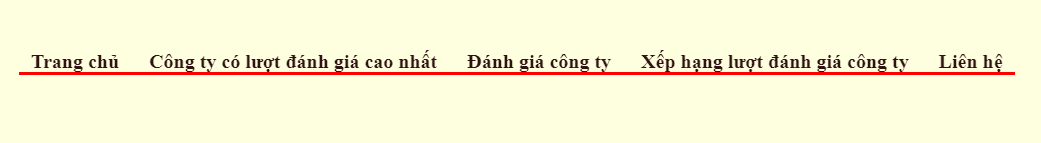 Trang chủ Công ty có lượt đánh giá cao nhất Đánh giá công ty Xếp hạng lượt đánh giá công ty Liên hệ